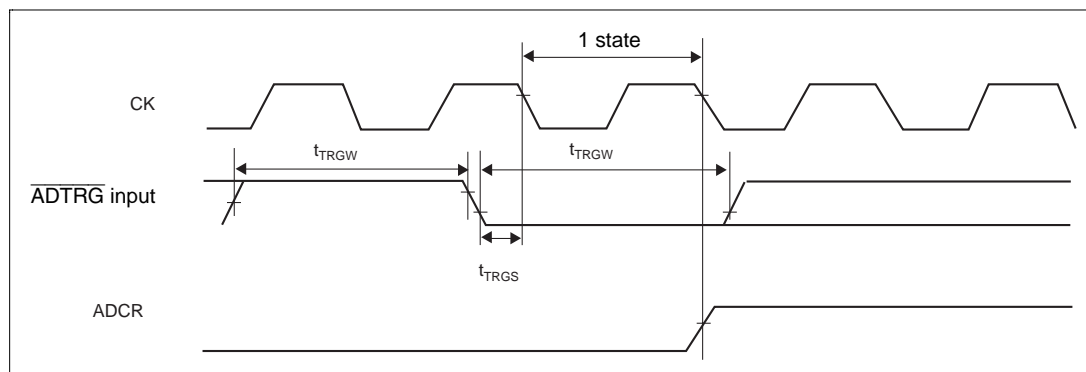 1 state
CK
tTRGW
tTRGW
ADTRG input
tTRGS
ADCR